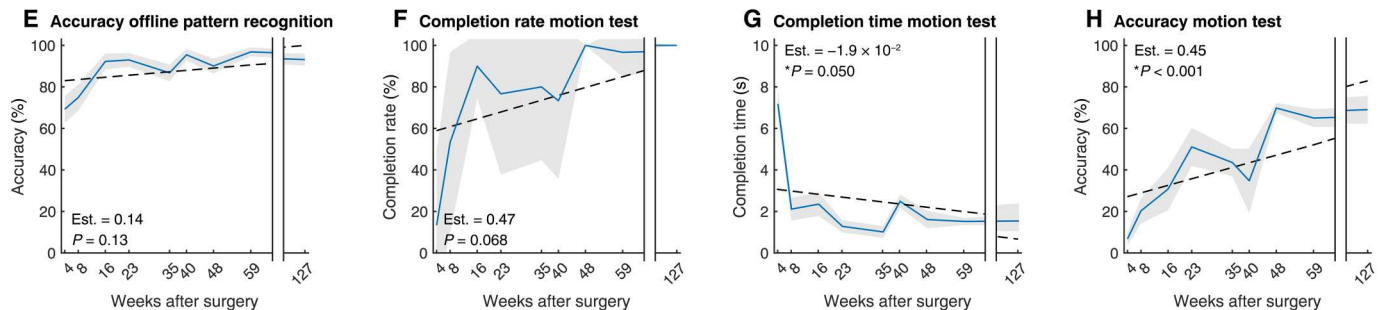 E Accuracy offline pattern recognition
Accuracy (%)
100
80
60
40
20
0
Est. = 0.14
P = 0.13
4 8 16 23 35 40 48 59 127
Weeks after surgery
F Completion rate motion test
Completion rate (%)
100
80
60
40
20
0
Est. = 0.47
P = 0.068
4 8 16 23 35 40 48 59 127
Weeks after surgery
G Completion time motion test
Completion time (s)
10
8
6
4
2
0
Est. = −1.9 × 10⁻²
*P = 0.050
4 8 16 23 35 40 48 59 127
Weeks after surgery
H Accuracy motion test
Accuracy (%)
100
80
60
40
20
0
Est. = 0.45
*P < 0.001
4 8 16 23 35 40 48 59 127
Weeks after surgery